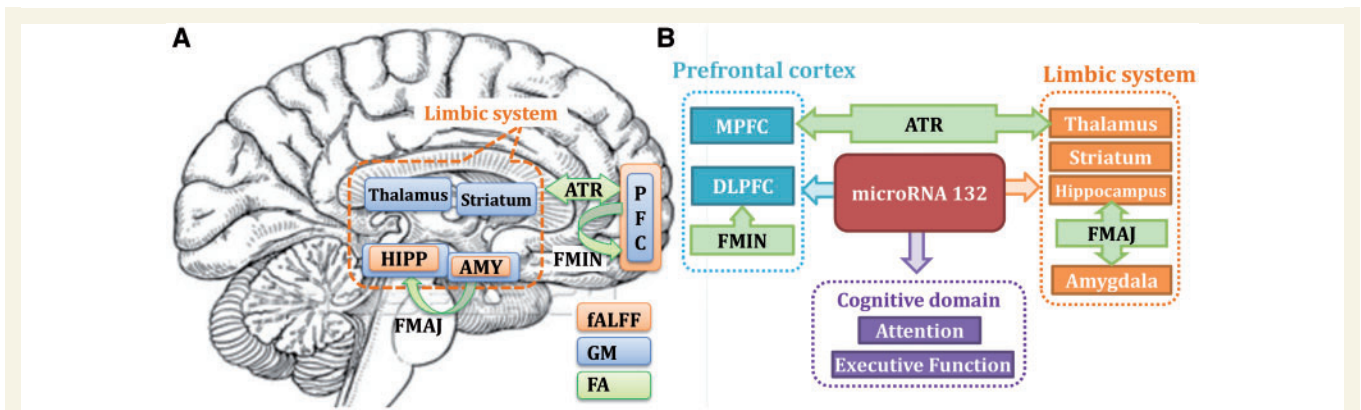 A
Limbic system
Thalamus
Striatum
ATR
P
F
C
HIPP
AMY
FMIN
FMAJ
fALFF
GM
FA
B
Prefrontal cortex
Limbic system
MPFC
ATR
Thalamus
Striatum
DLPFC
microRNA 132
Hippocampus
FMIN
FMAJ
Amygdala
Cognitive domain
Attention
Executive Function